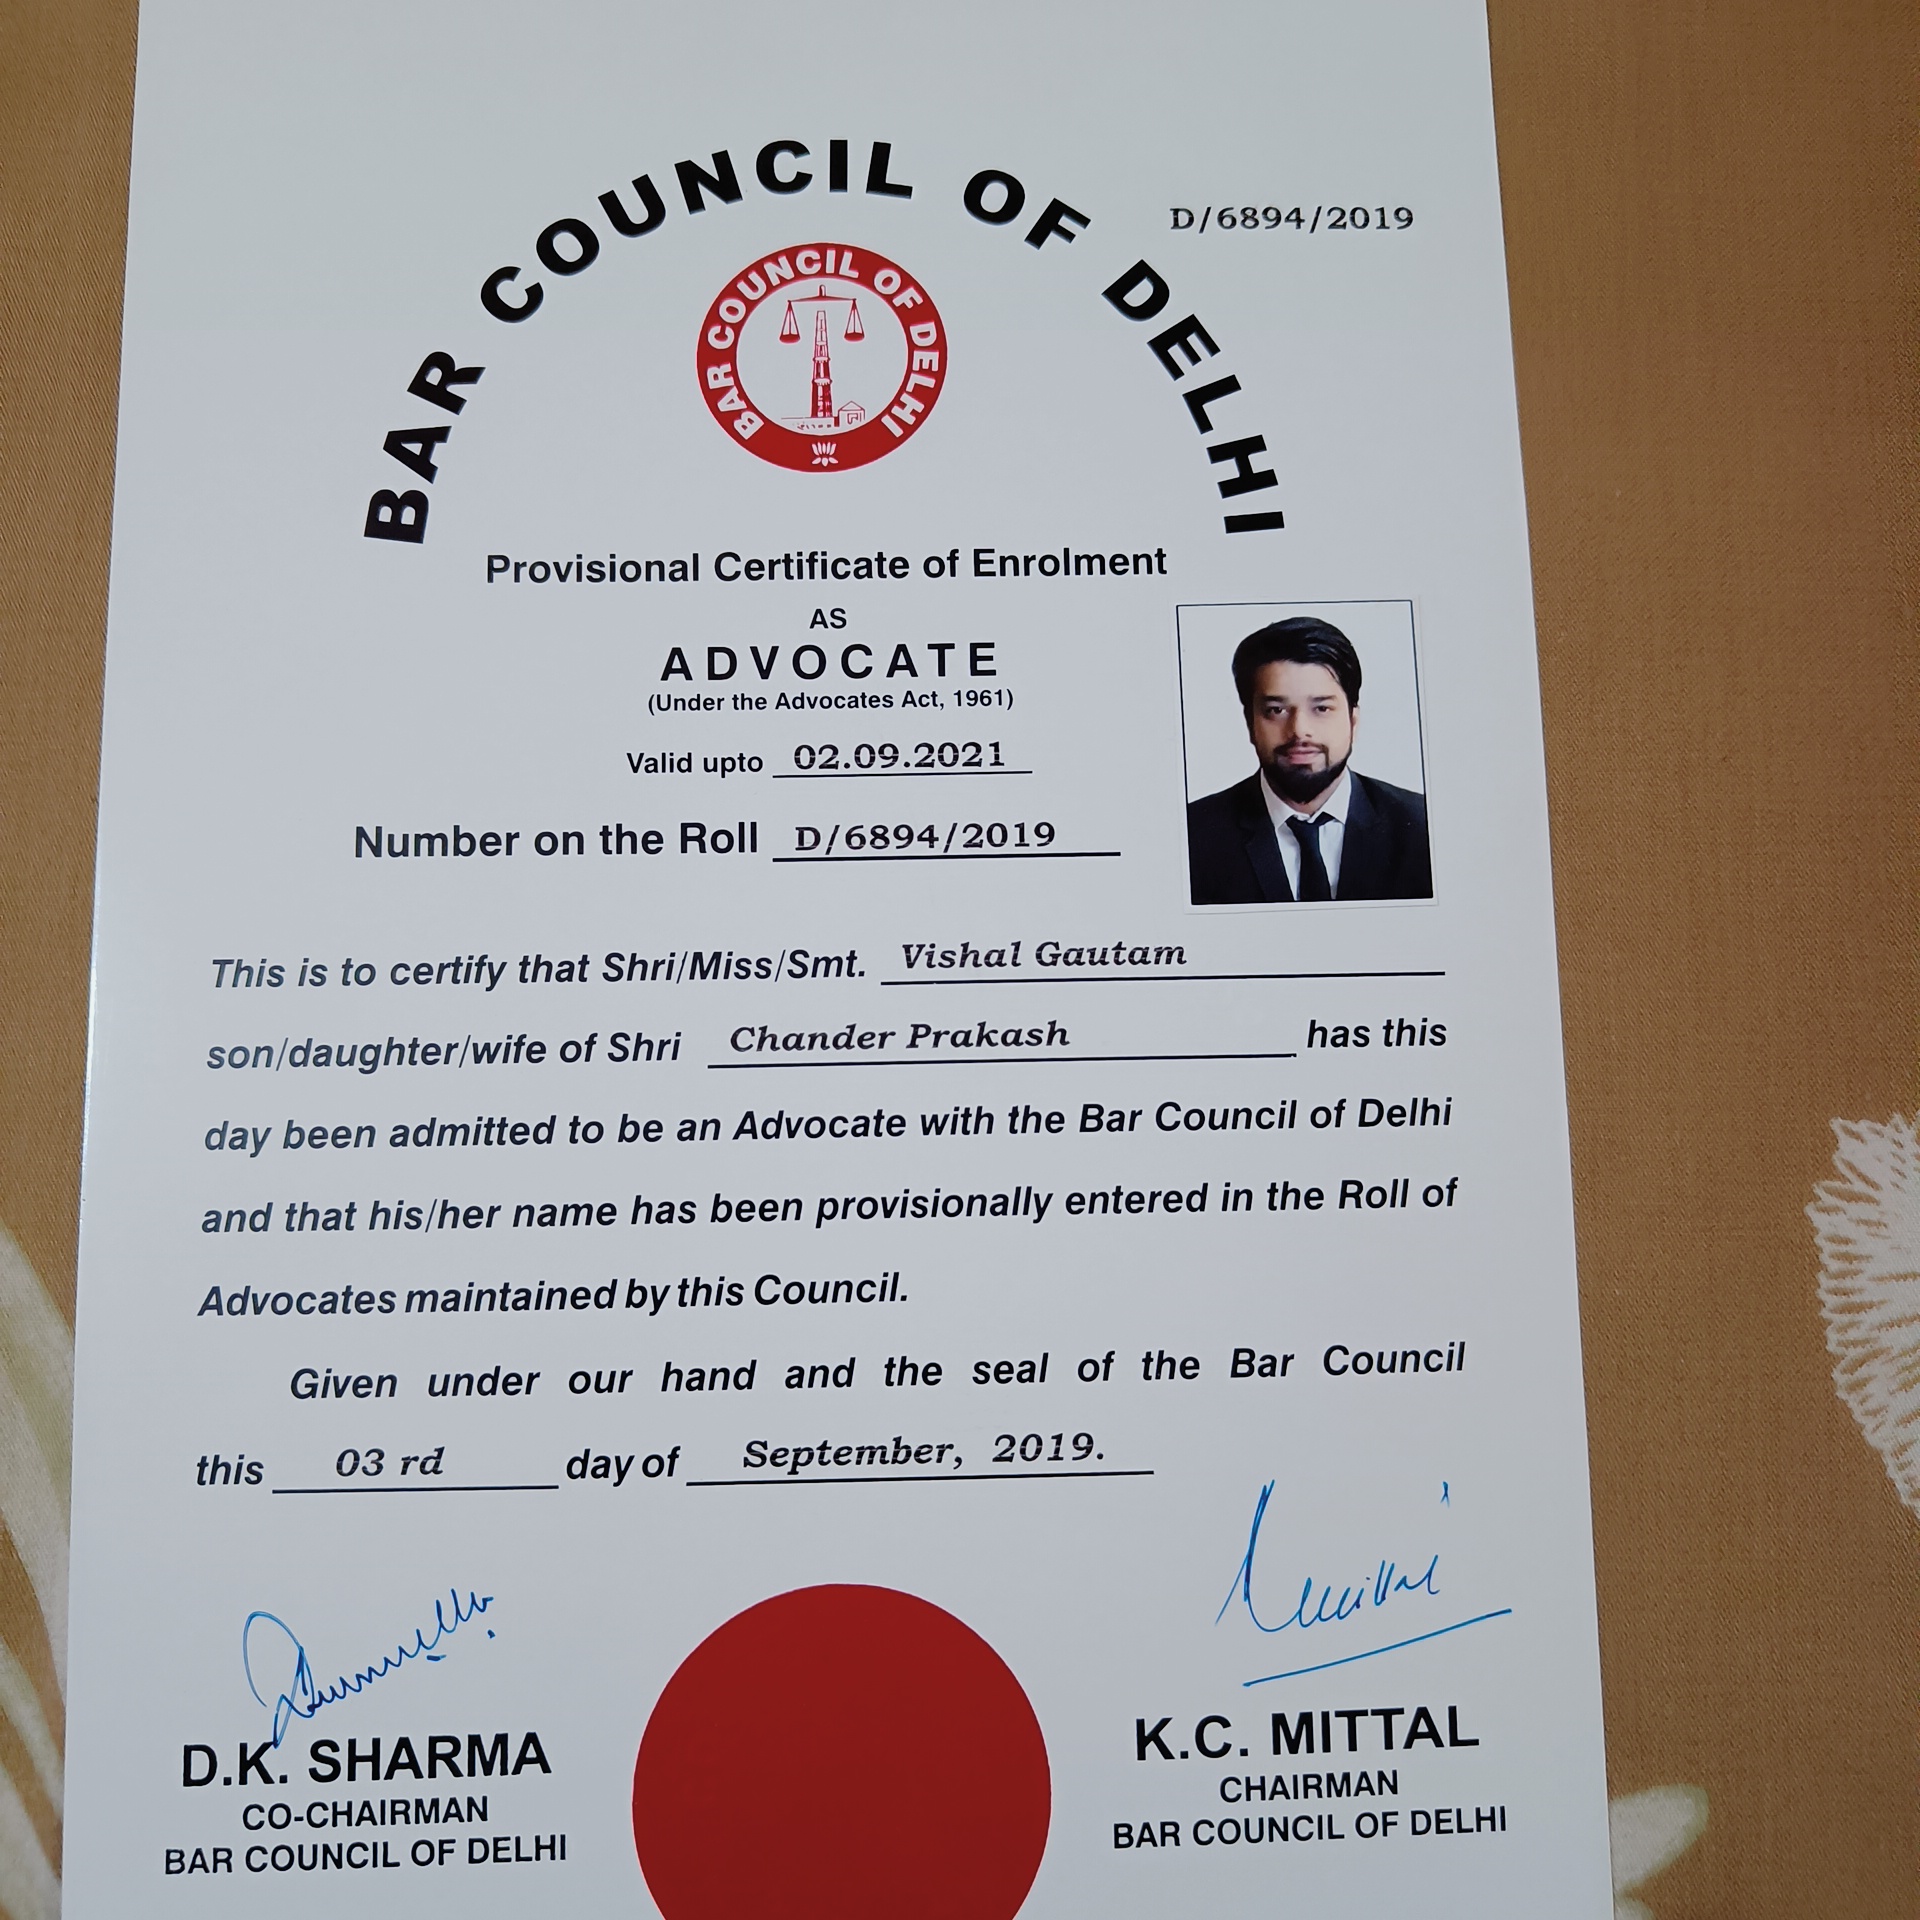 BAR COUNCIL OF DELHI
D/6894/2019
BAR COUNCIL OF DELHI
Provisional Certificate of Enrolment
AS
ADVOCATE
(Under the Advocates Act, 1961)
Valid upto 02.09.2021
Number on the Roll D/6894/2019
This is to certify that Shri/Miss/Smt. Vishal Gautam
son/daughter/wife of Shri Chander Prakash has this
day been admitted to be an Advocate with the Bar Council of Delhi
and that his/her name has been provisionally entered in the Roll of
Advocates maintained by this Council.
Given under our hand and the seal of the Bar Council
this 03 rd day of September, 2019.
D.K. SHARMA
CO-CHAIRMAN
BAR COUNCIL OF DELHI
K.C. MITTAL
CHAIRMAN
BAR COUNCIL OF DELHI